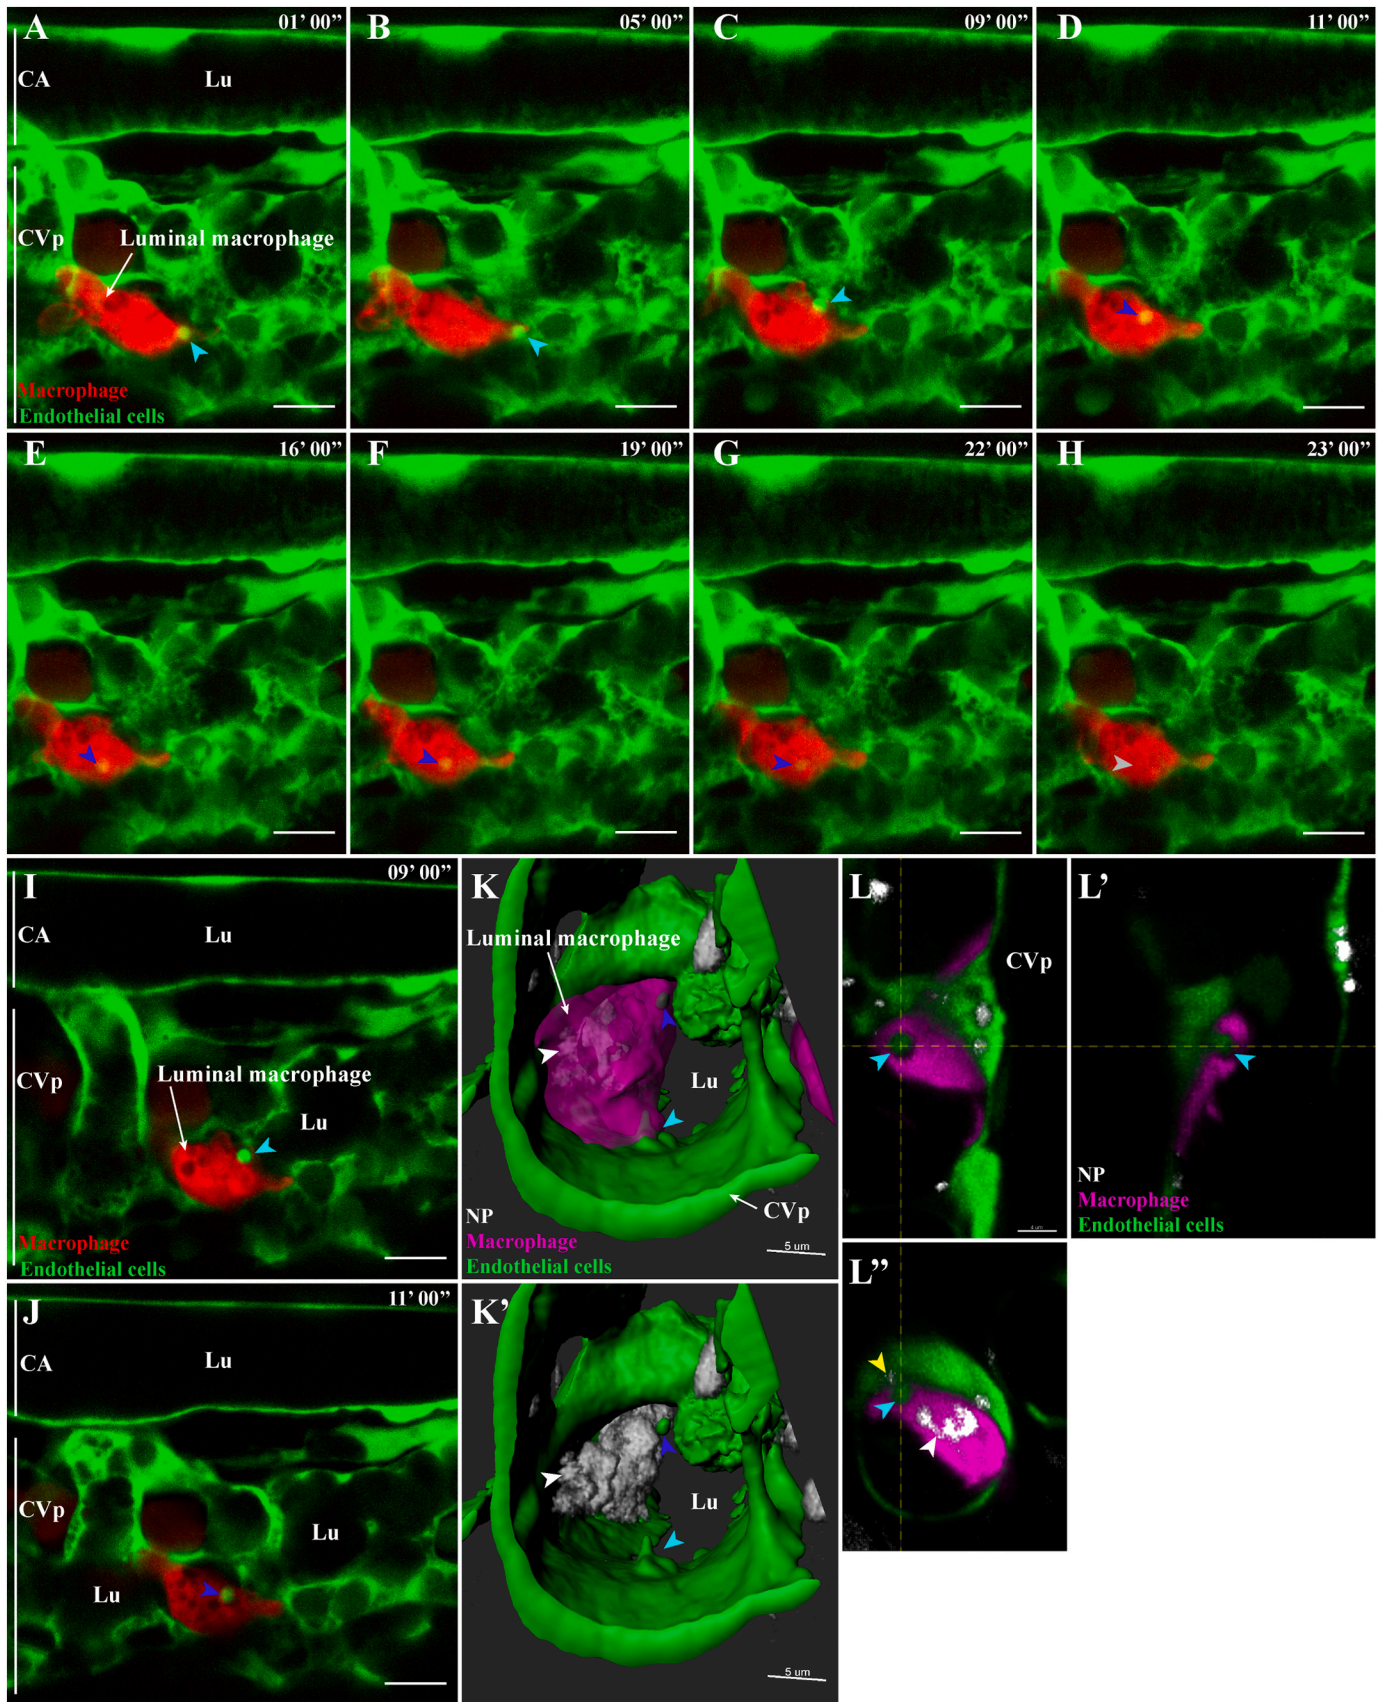 A
01' 00”
CA
Lu
CVp
Luminal macrophage
Macrophage
Endothelial cells
B
05' 00”
C
09' 00”
D
11' 00”
E
16' 00”
F
19' 00”
G
22' 00”
H
23' 00”
I
09' 00”
CA
Lu
CVp
Luminal macrophage
Lu
Macrophage
Endothelial cells
J
11' 00”
CA
Lu
CVp
Lu
Lu
K
Luminal macrophage
Lu
CVp
NP
Macrophage
Endothelial cells
5 um
K’
Lu
5 um
L
CVp
4 um
L’
NP
Macrophage
Endothelial cells
L”